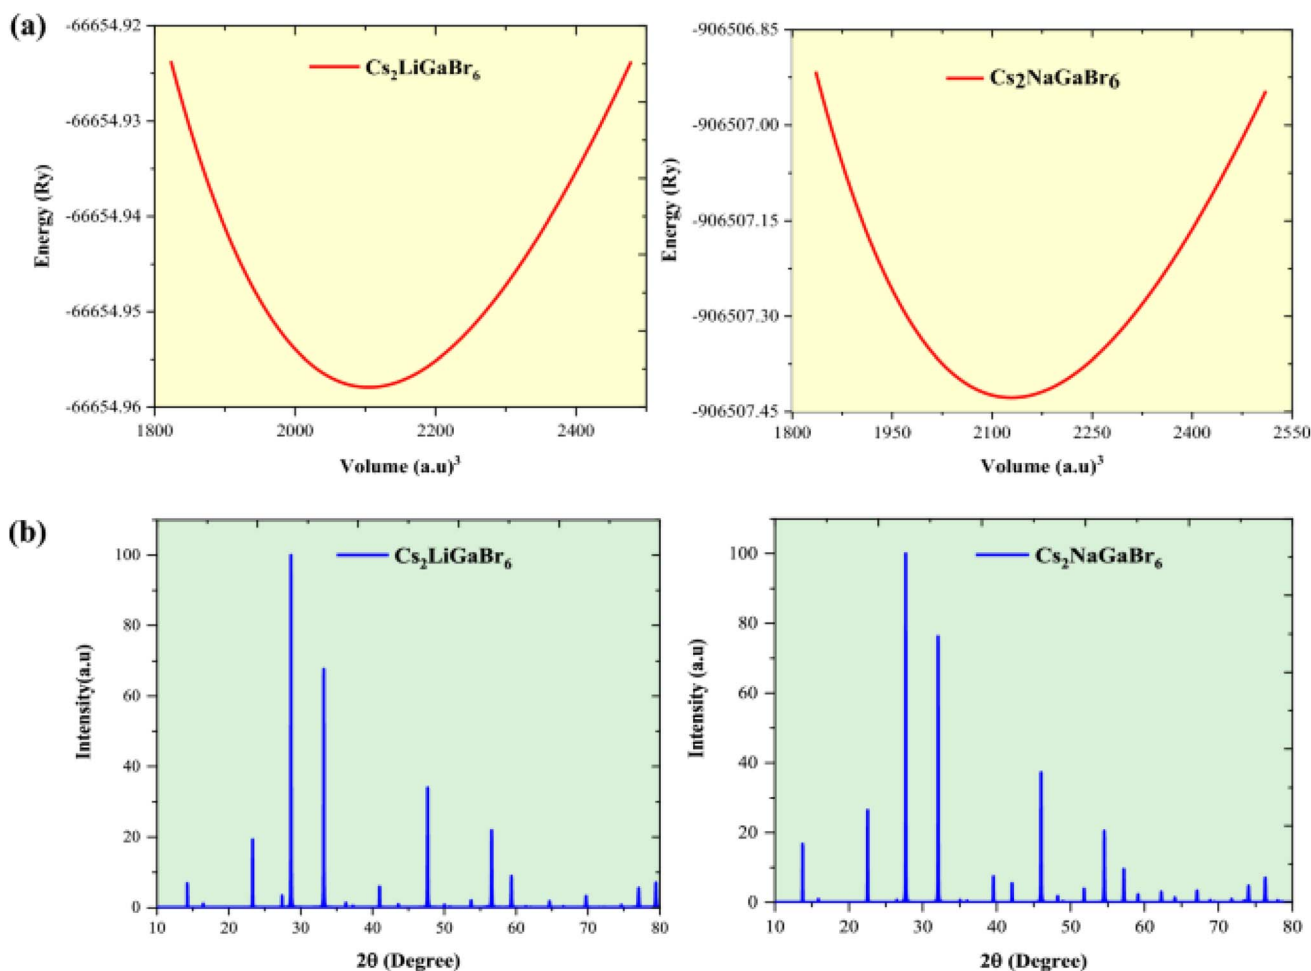 (a)
-66654.92
-66654.93
-66654.94
-66654.95
-66654.96
Energy (Ry)
Cs₂LiGaBr₆
1800 2000 2200 2400
Volume (a.u)³
-906506.85
-906507.00
-906507.15
-906507.30
-906507.45
Energy (Ry)
Cs2NaGaBr6
1800 1950 2100 2250 2400 2550
Volume (a.u)³
(b)
100
80
60
40
20
0
Intensity(a.u)
Cs₂LiGaBr₆
10 20 30 40 50 60 70 80
2θ (Degree)
100
80
60
40
20
0
Intensity (a.u)
Cs₂NaGaBr₆
10 20 30 40 50 60 70 80
2θ (Degree)